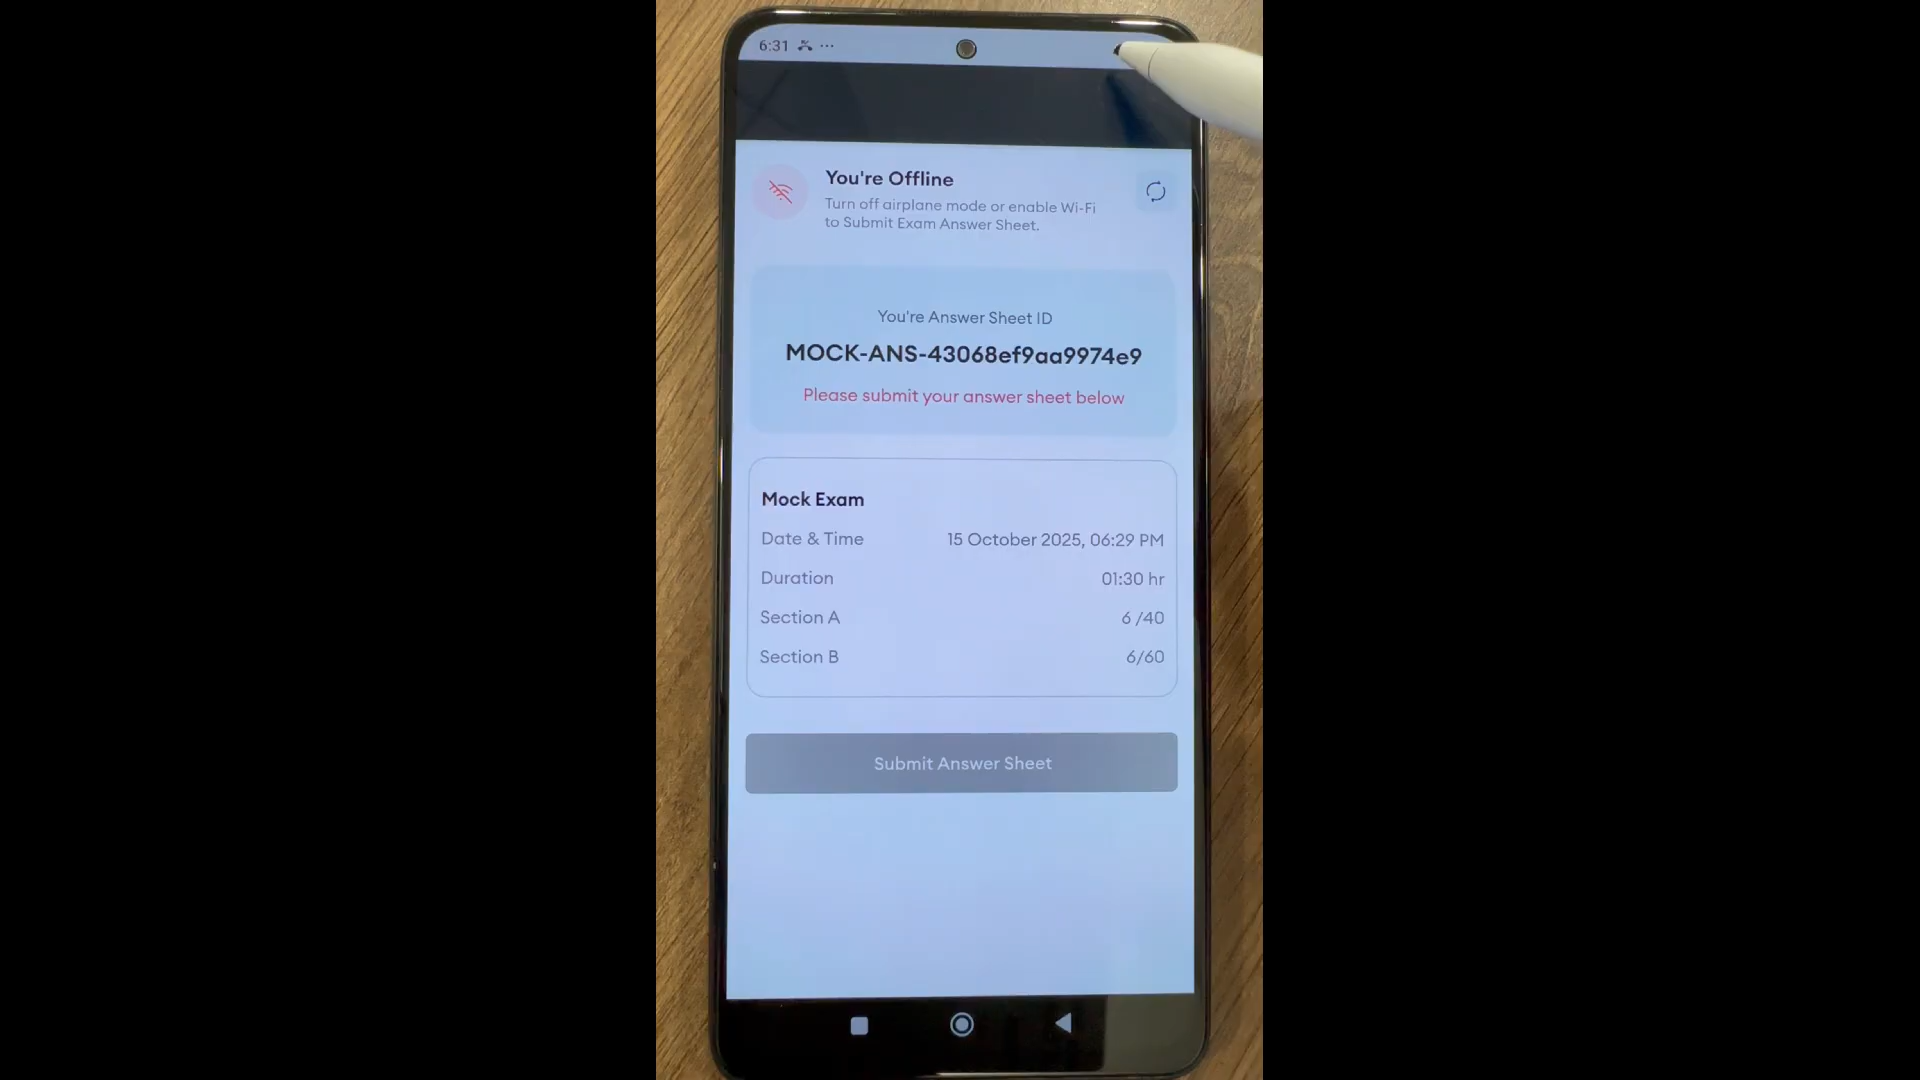 6:31 ...
You're Offline
Turn off airplane mode or enable Wi-Fi
to Submit Exam Answer Sheet.
You're Answer Sheet ID
MOCK-ANS-43068ef9aa9974e9
Please submit your answer sheet below
Mock Exam
Date & Time 15 October 2025, 06:29 PM
Duration 01:30 hr
Section A 6 /40
Section B 6/60
Submit Answer Sheet